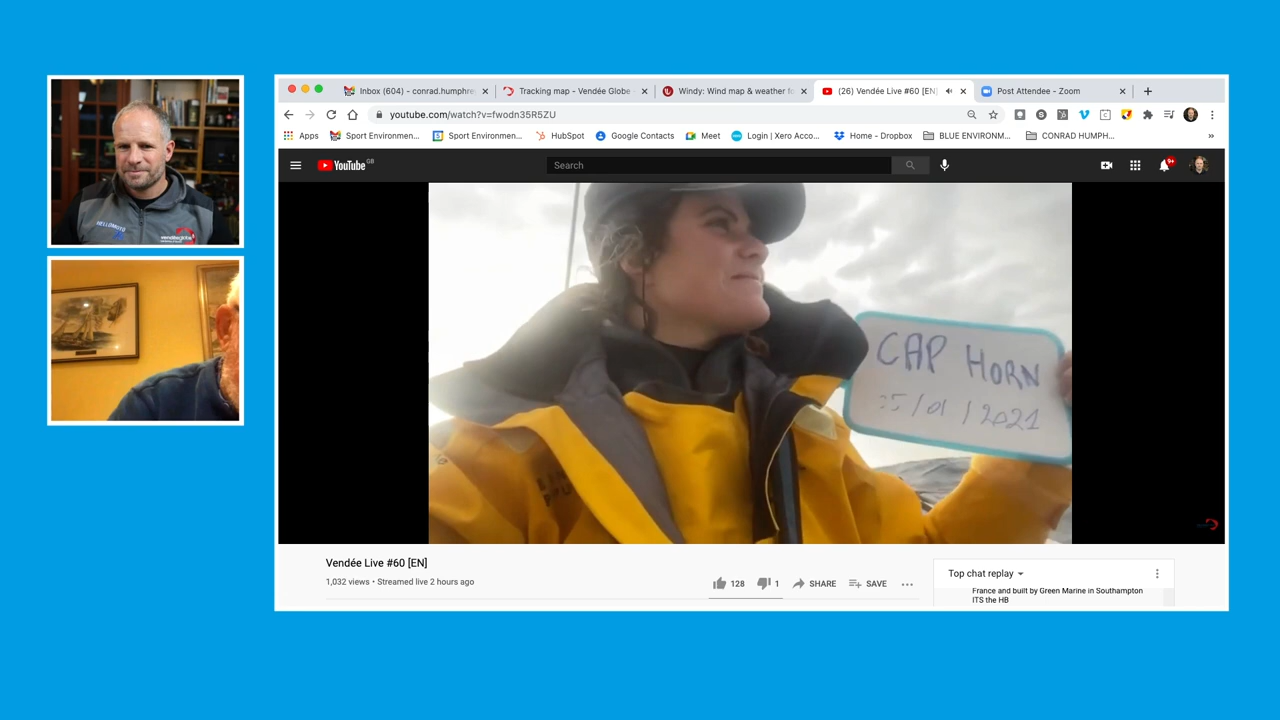 Inbox (604) - conrad.humphre
Tracking map - Vendée Globe -
Windy: Wind map & weather fo
(26) Vendée Live #60 [EN]
Post Attendee - Zoom
youtube.com/watch?v=fwodn35R5ZU
Apps
Sport Environmen...
Sport Environmen...
HubSpot
Google Contacts
Meet
Login | Xero Acco...
Home - Dropbox
BLUE ENVIRONM...
CONRAD HUMPH...
»
YouTube GB
Search
9+
HELLOMOTO
vendéeglobe
CAP HORN
/01/2021
Vendée Live #60 [EN]
1,032 views • Streamed live 2 hours ago
128
1
SHARE
SAVE
Top chat replay
France and built by Green Marine in Southampton
ITS the HB